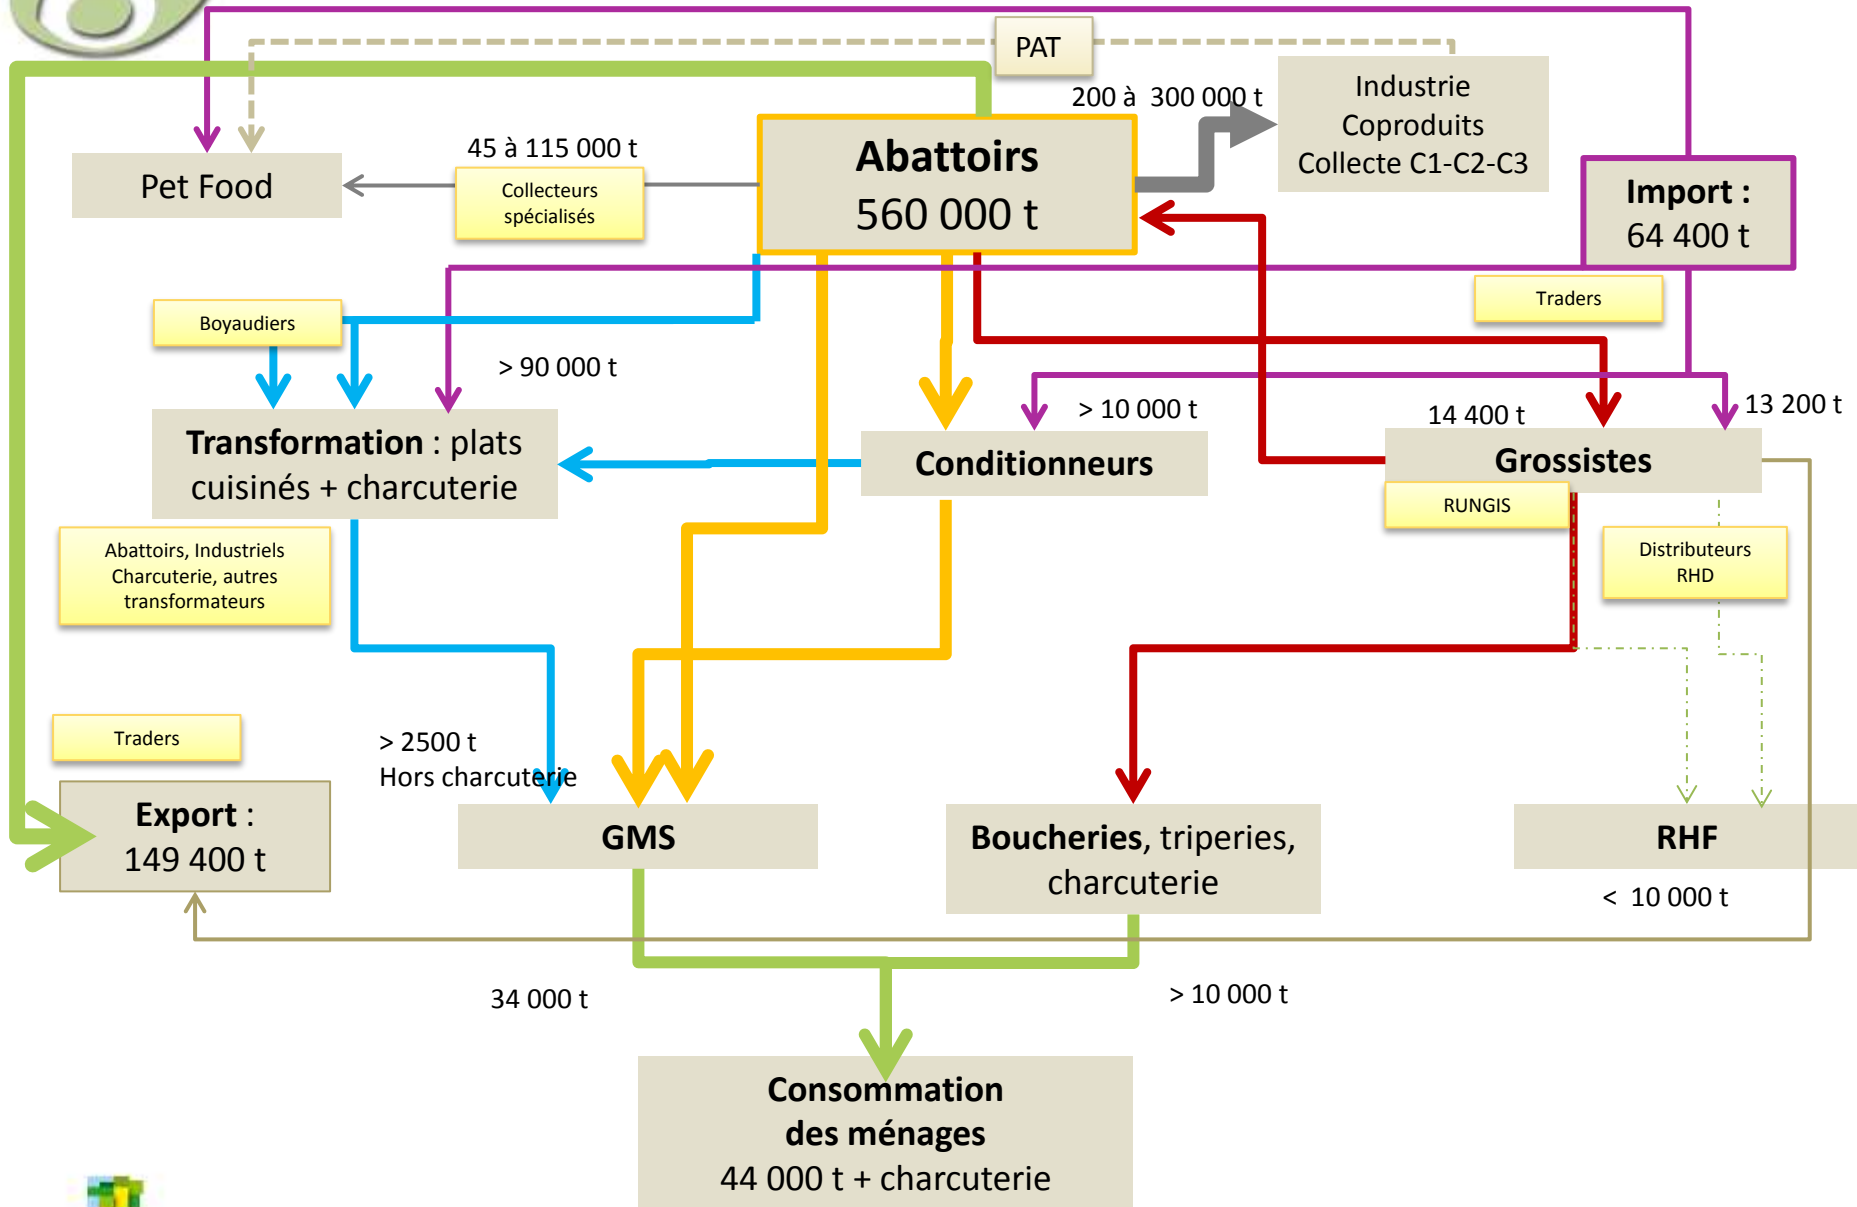 PAT
200 à 300 000 t
Industrie
Coproduits
Collecte C1-C2-C3
45 à 115 000 t
Abattoirs
560 000 t
Pet Food
Collecteurs
spécialisés
Import :
64 400 t
Traders
Boyaudiers
> 90 000 t
> 10 000 t
14 400 t
13 200 t
Transformation : plats
cuisinés + charcuterie
Conditionneurs
Grossistes
RUNGIS
Abattoirs, Industriels
Charcuterie, autres
transformateurs
Distributeurs
RHD
Traders
> 2500 t
Hors charcuterie
Export :
149 400 t
GMS
Boucheries, triperies,
charcuterie
RHF
< 10 000 t
34 000 t
> 10 000 t
Consommation
des ménages
44 000 t + charcuterie